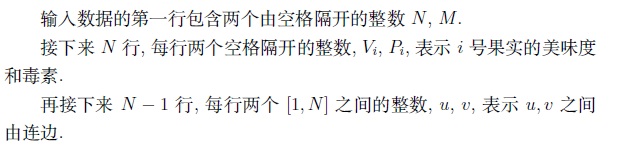 输入数据的第一行包含两个由空格隔开的整数 N, M.
接下来 N 行, 每行两个空格隔开的整数, Vi, Pi, 表示 i 号果实的美味度
和毒素.
再接下来 N − 1 行, 每行两个 [1, N] 之间的整数, u, v, 表示 u, v 之间
由连边.